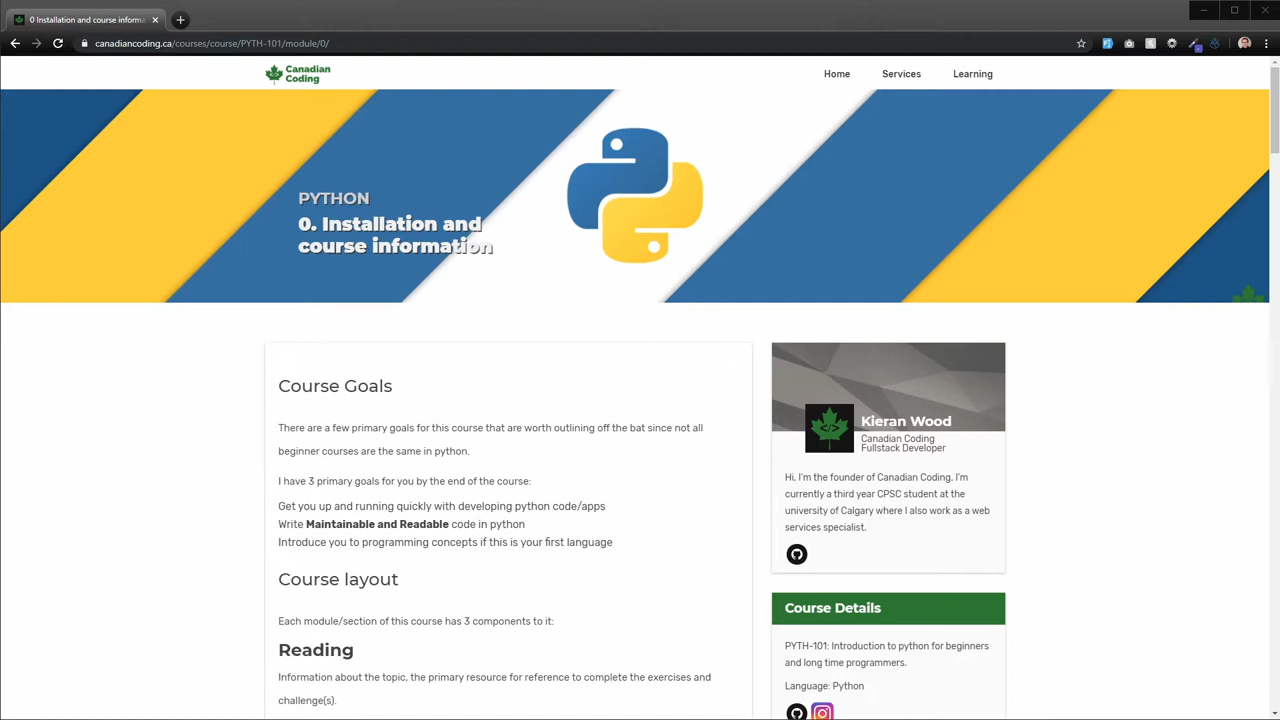 0 Installation and course inform
canadiancoding.ca/courses/course/PYTH-101/module/0/
Canadian
Coding
Home
Services
Learning
PYTHON
0. Installation and
course information
Course Goals
There are a few primary goals for this course that are worth outlining off the bat since not all
beginner courses are the same in python.
I have 3 primary goals for you by the end of the course:
Get you up and running quickly with developing python code/apps
Write Maintainable and Readable code in python
Introduce you to programming concepts if this is your first language
Course layout
Each module/section of this course has 3 components to it:
Reading
Information about the topic, the primary resource for reference to complete the exercises and
challenge(s).
Kieran Wood
Canadian Coding
Fullstack Developer
Hi, I'm the founder of Canadian Coding. I'm
currently a third year CPSC student at the
university of Calgary where I also work as a web
services specialist.
Course Details
PYTH-101: Introduction to python for beginners
and long time programmers.
Language: Python